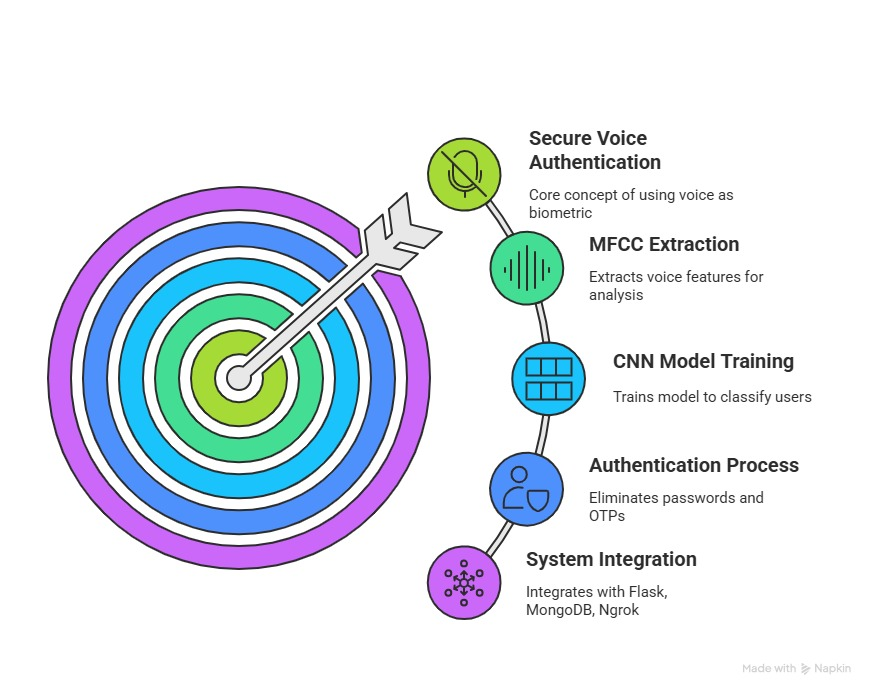 Secure Voice
Authentication
Core concept of using voice as
biometric
MFCC Extraction
Extracts voice features for
analysis
CNN Model Training
Trains model to classify users
Authentication Process
Eliminates passwords and
OTPs
System Integration
Integrates with Flask,
MongoDB, Ngrok
Made with Napkin